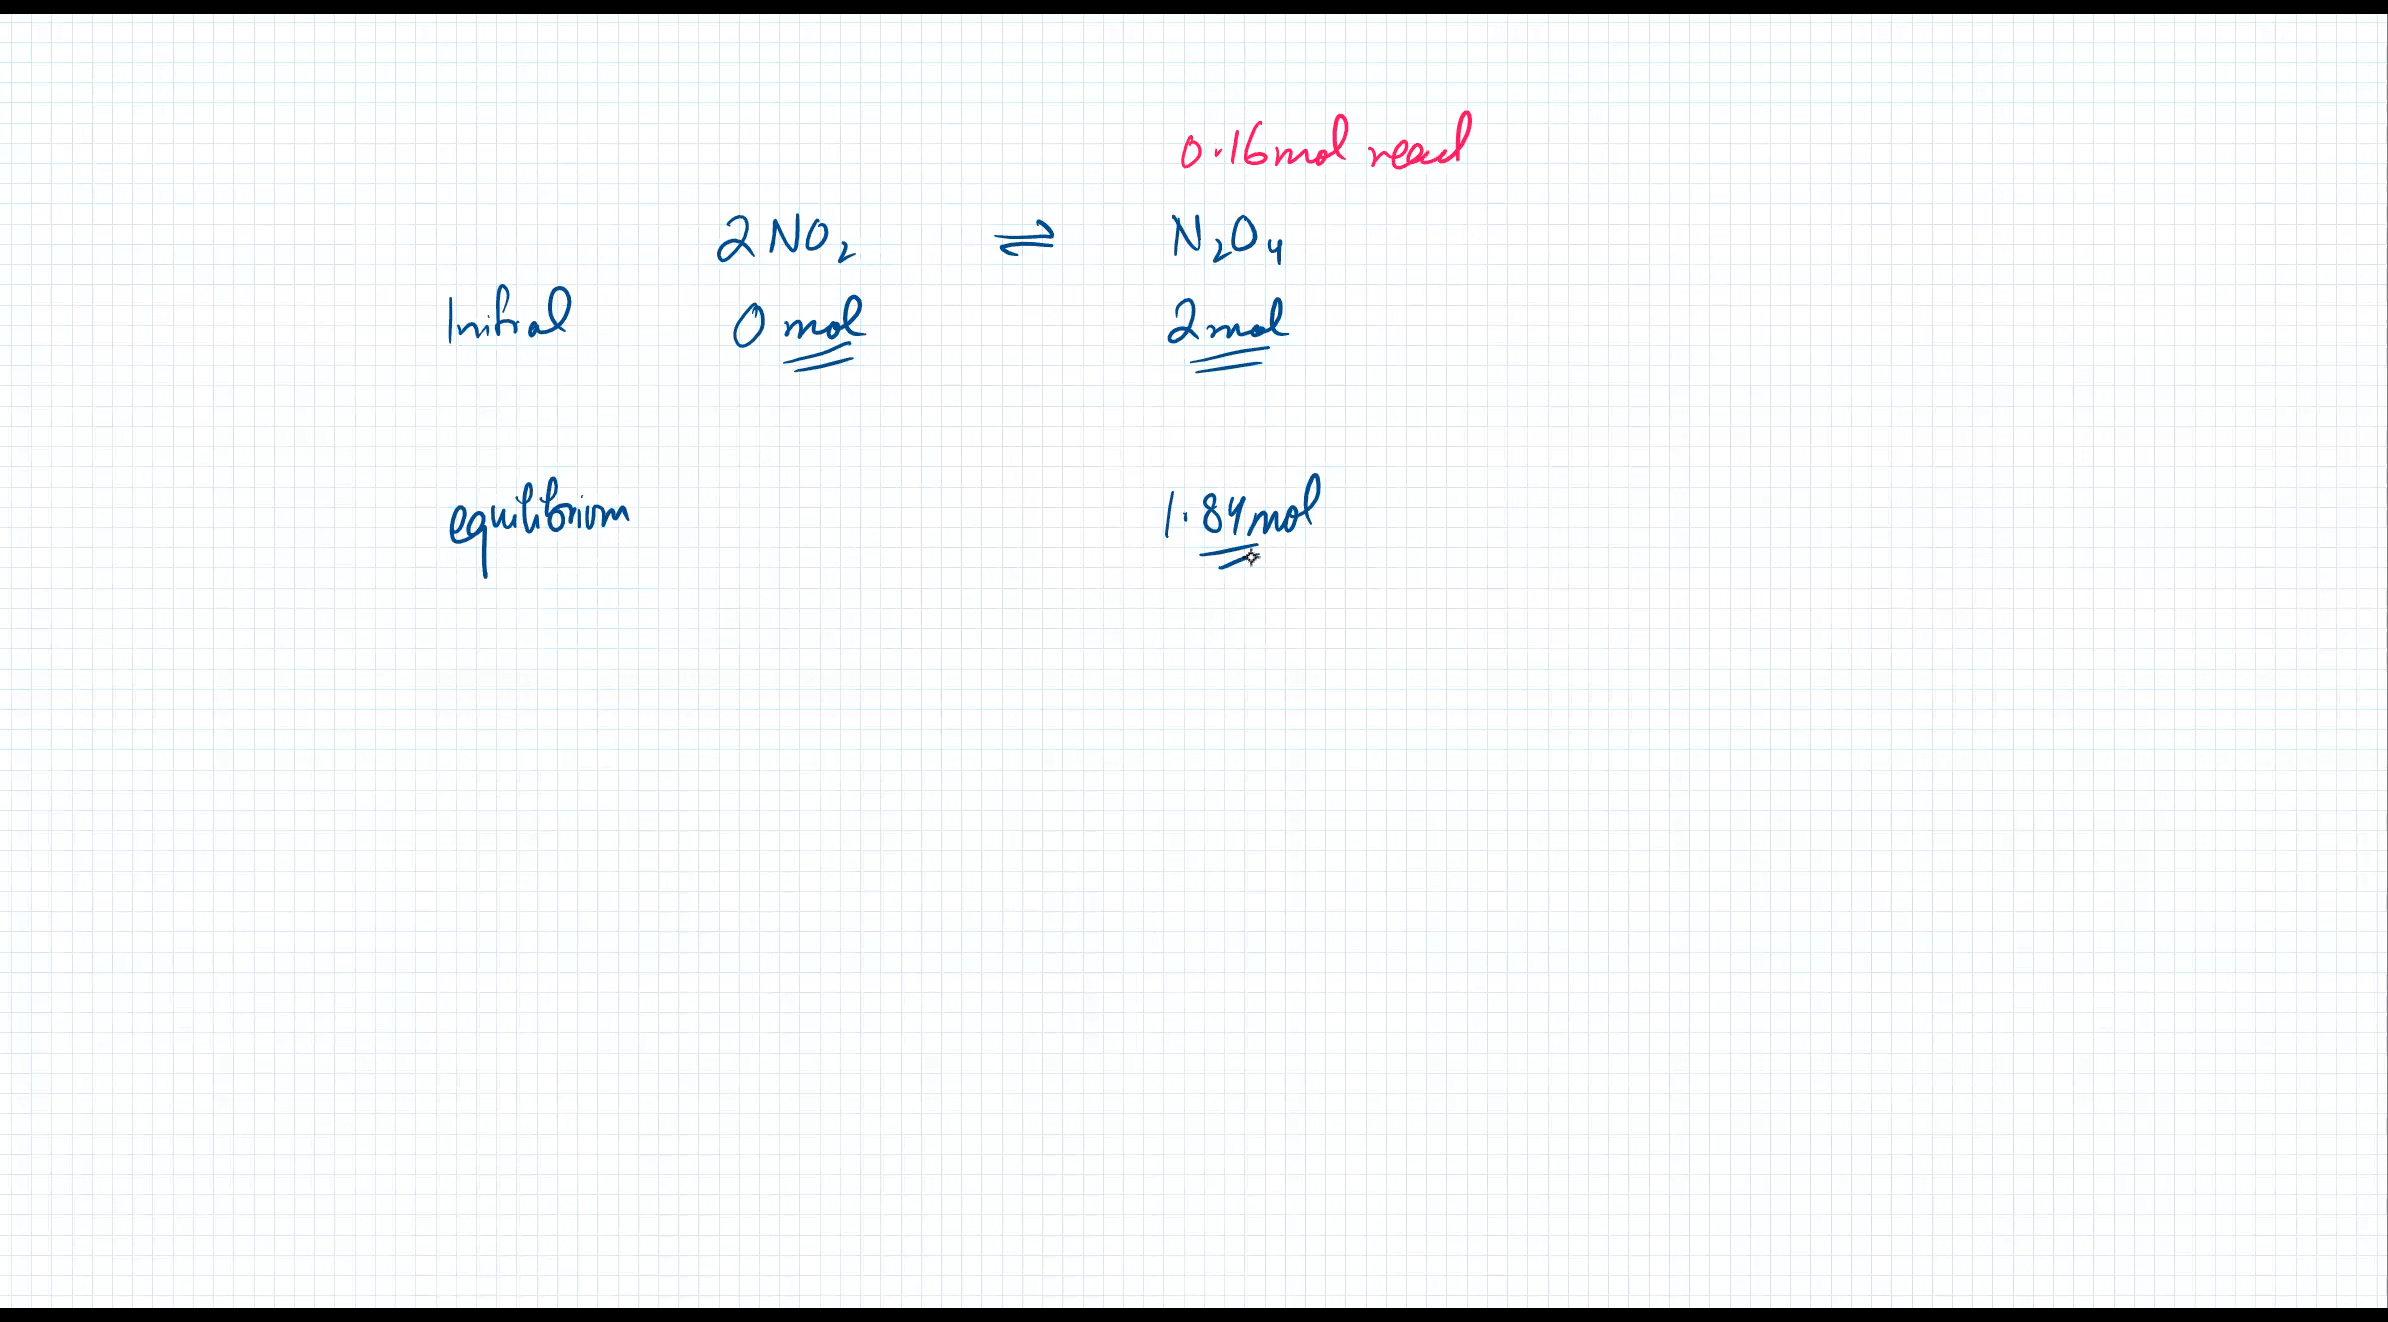 0.16mol react
2NO₂ ⇌ N₂O₄
Initial 0 mol 2mol
equilibrium 1.84mol